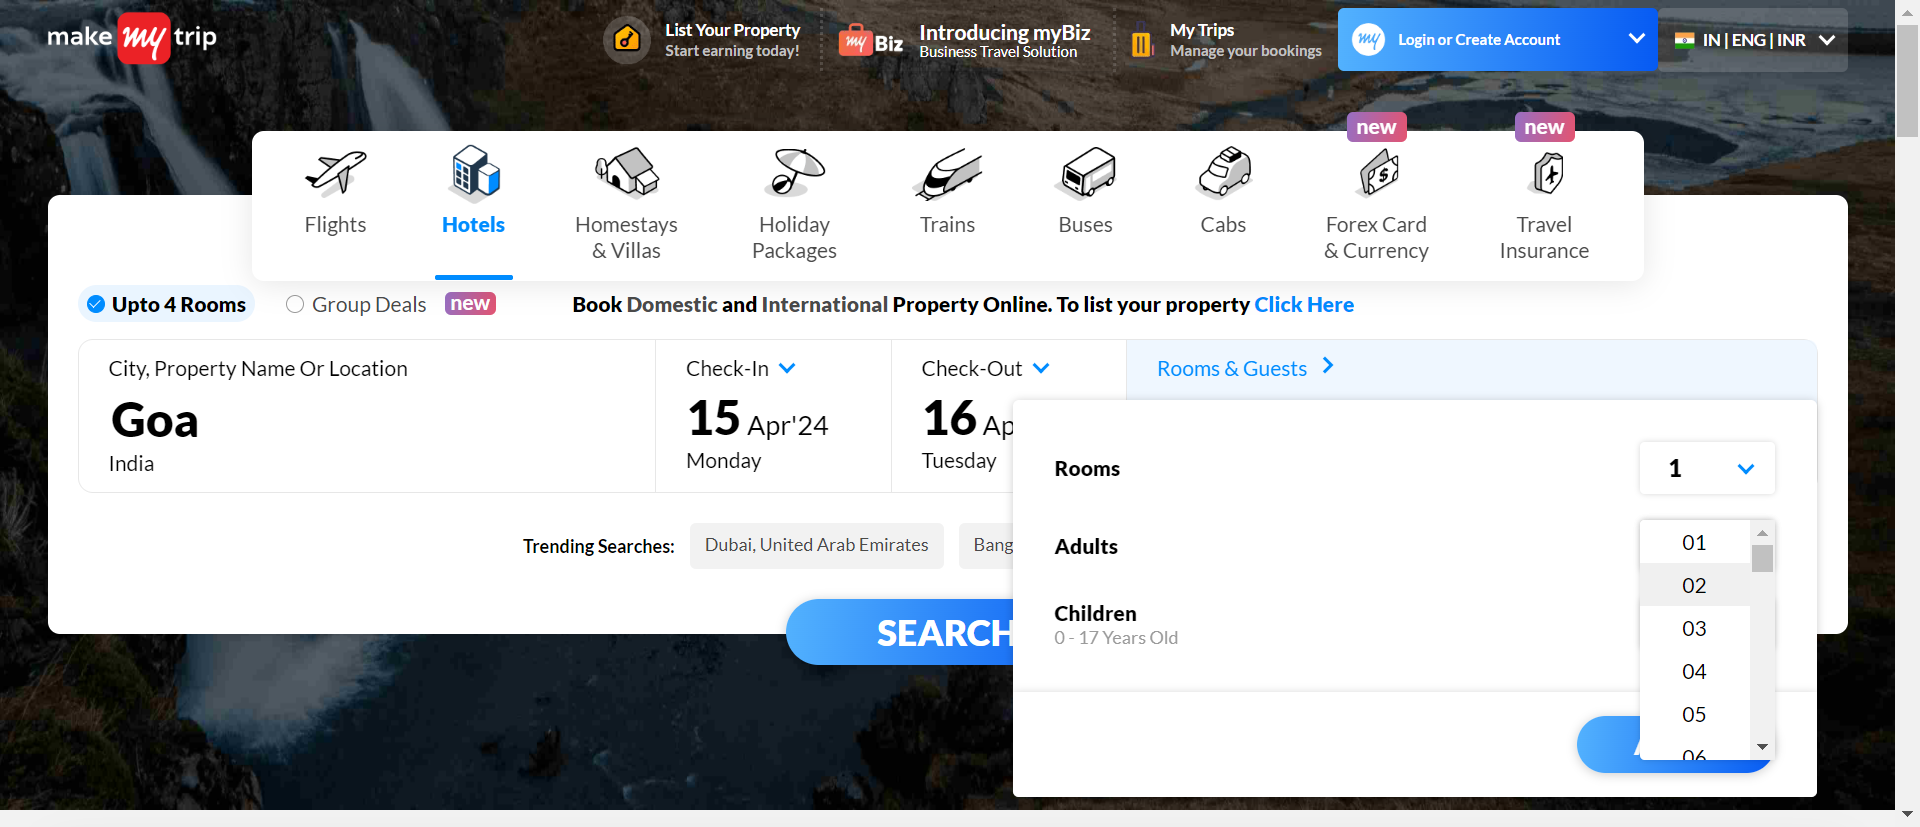 make my trip
List Your Property
Start earning today!
my Biz
Introducing myBiz
Business Travel Solution
My Trips
Manage your bookings
my Login or Create Account
IN | ENG | INR
new
new
Flights
Hotels
Homestays
& Villas
Holiday
Packages
Trains
Buses
Cabs
Forex Card
& Currency
Travel
Insurance
Upto 4 Rooms
Group Deals new
Book Domestic and International Property Online. To list your property Click Here
City, Property Name Or Location
Goa
India
Check-In
15 Apr'24
Monday
Check-Out
16 Ap
Tuesday
Rooms & Guests
Rooms
1
Adults
01
02
03
04
05
06
Children
0 - 17 Years Old
Trending Searches:
Dubai, United Arab Emirates
Bang
SEARCH